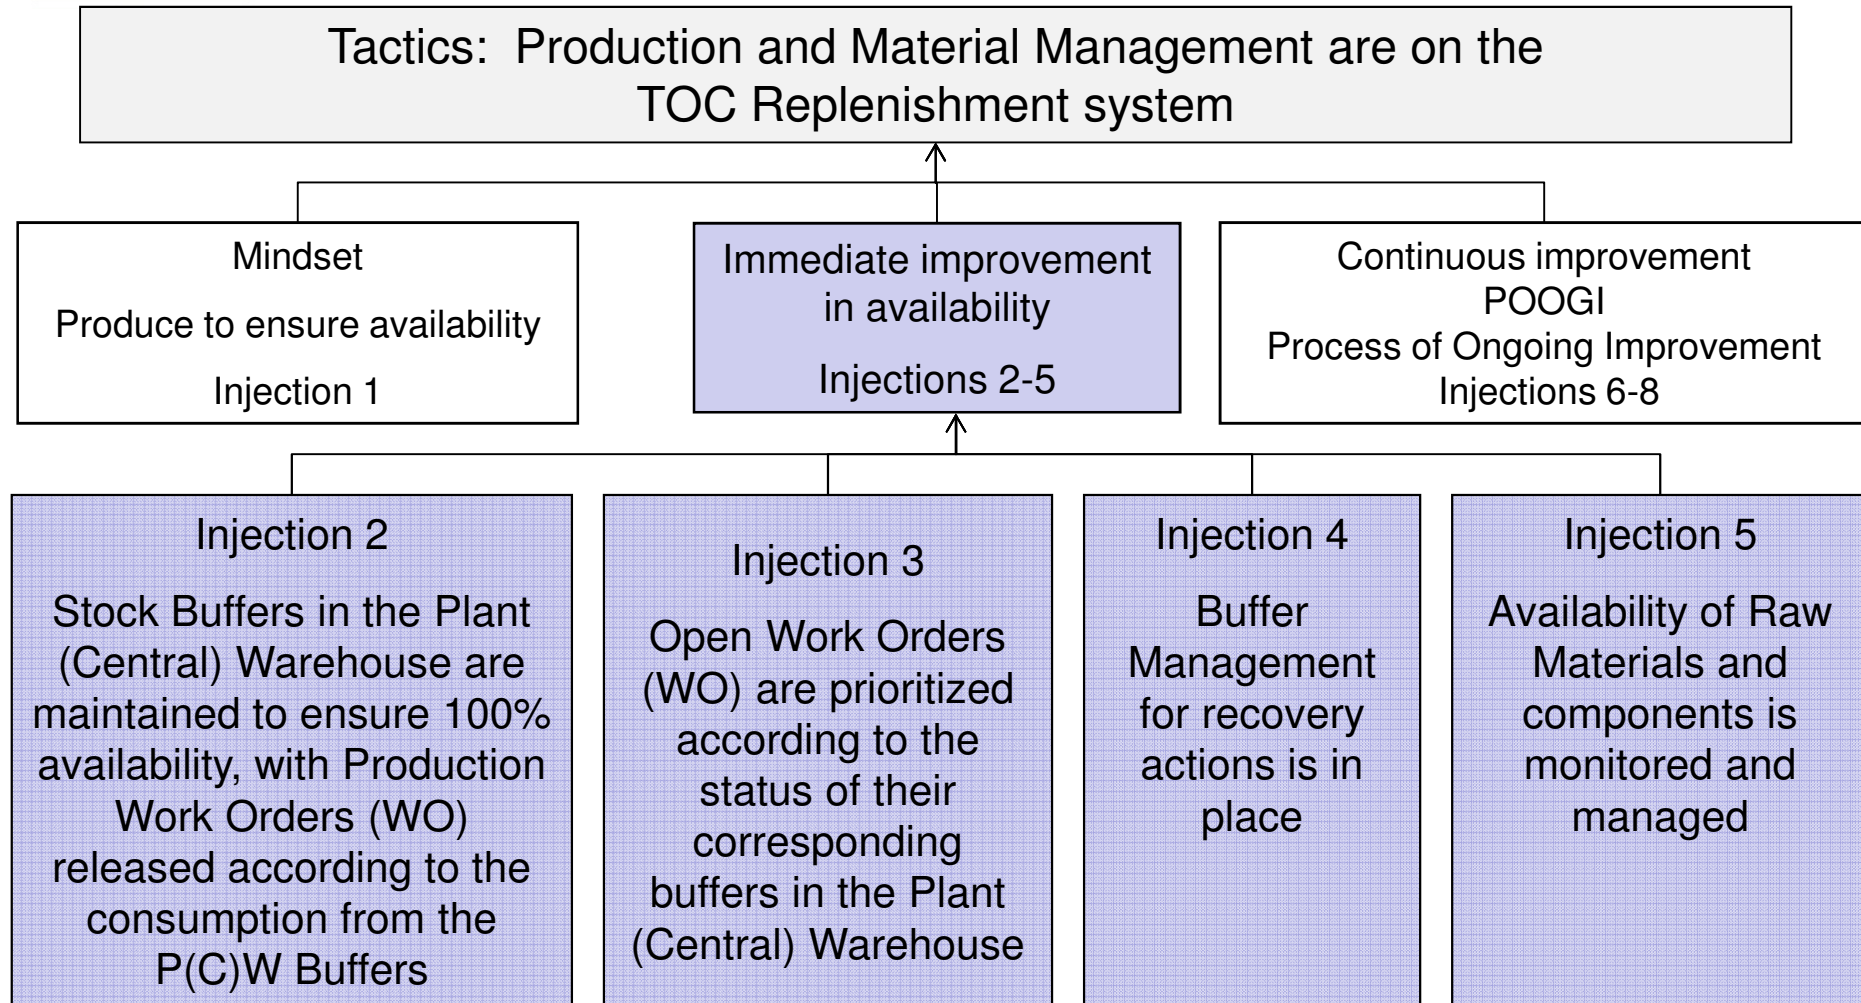 Tactics:  Production and Material Management are on the
TOC Replenishment system
Mindset
Produce to ensure availability
Injection 1
Immediate improvement
in availability
Injections 2-5
Continuous improvement
POOGI
Process of Ongoing Improvement
Injections 6-8
Injection 2
Stock Buffers in the Plant
(Central) Warehouse are
maintained to ensure 100%
availability, with Production
Work Orders (WO)
released according to the
consumption from the
P(C)W Buffers
Injection 3
Open Work Orders
(WO) are prioritized
according to the
status of their
corresponding
buffers in the Plant
(Central) Warehouse
Injection 4
Buffer
Management
for recovery
actions is in
place
Injection 5
Availability of Raw
Materials and
components is
monitored and
managed